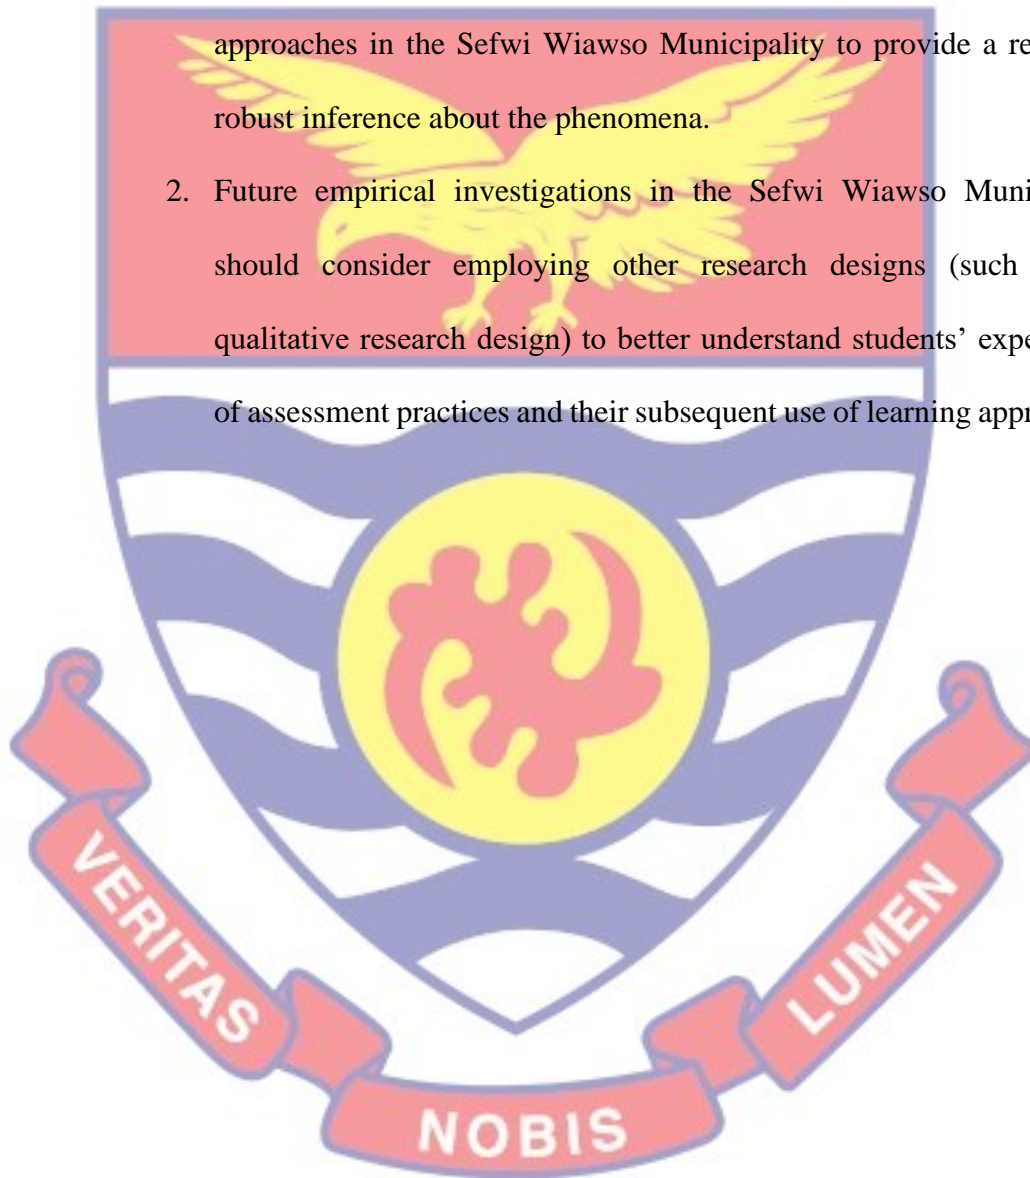 approaches in the Sefwi Wiawso Municipality to provide a re
robust inference about the phenomena.
2. Future empirical investigations in the Sefwi Wiawso Muni
should consider employing other research designs (such
qualitative research design) to better understand students’ expe
of assessment practices and their subsequent use of learning appr
VERITAS
NOBIS
LUMEN